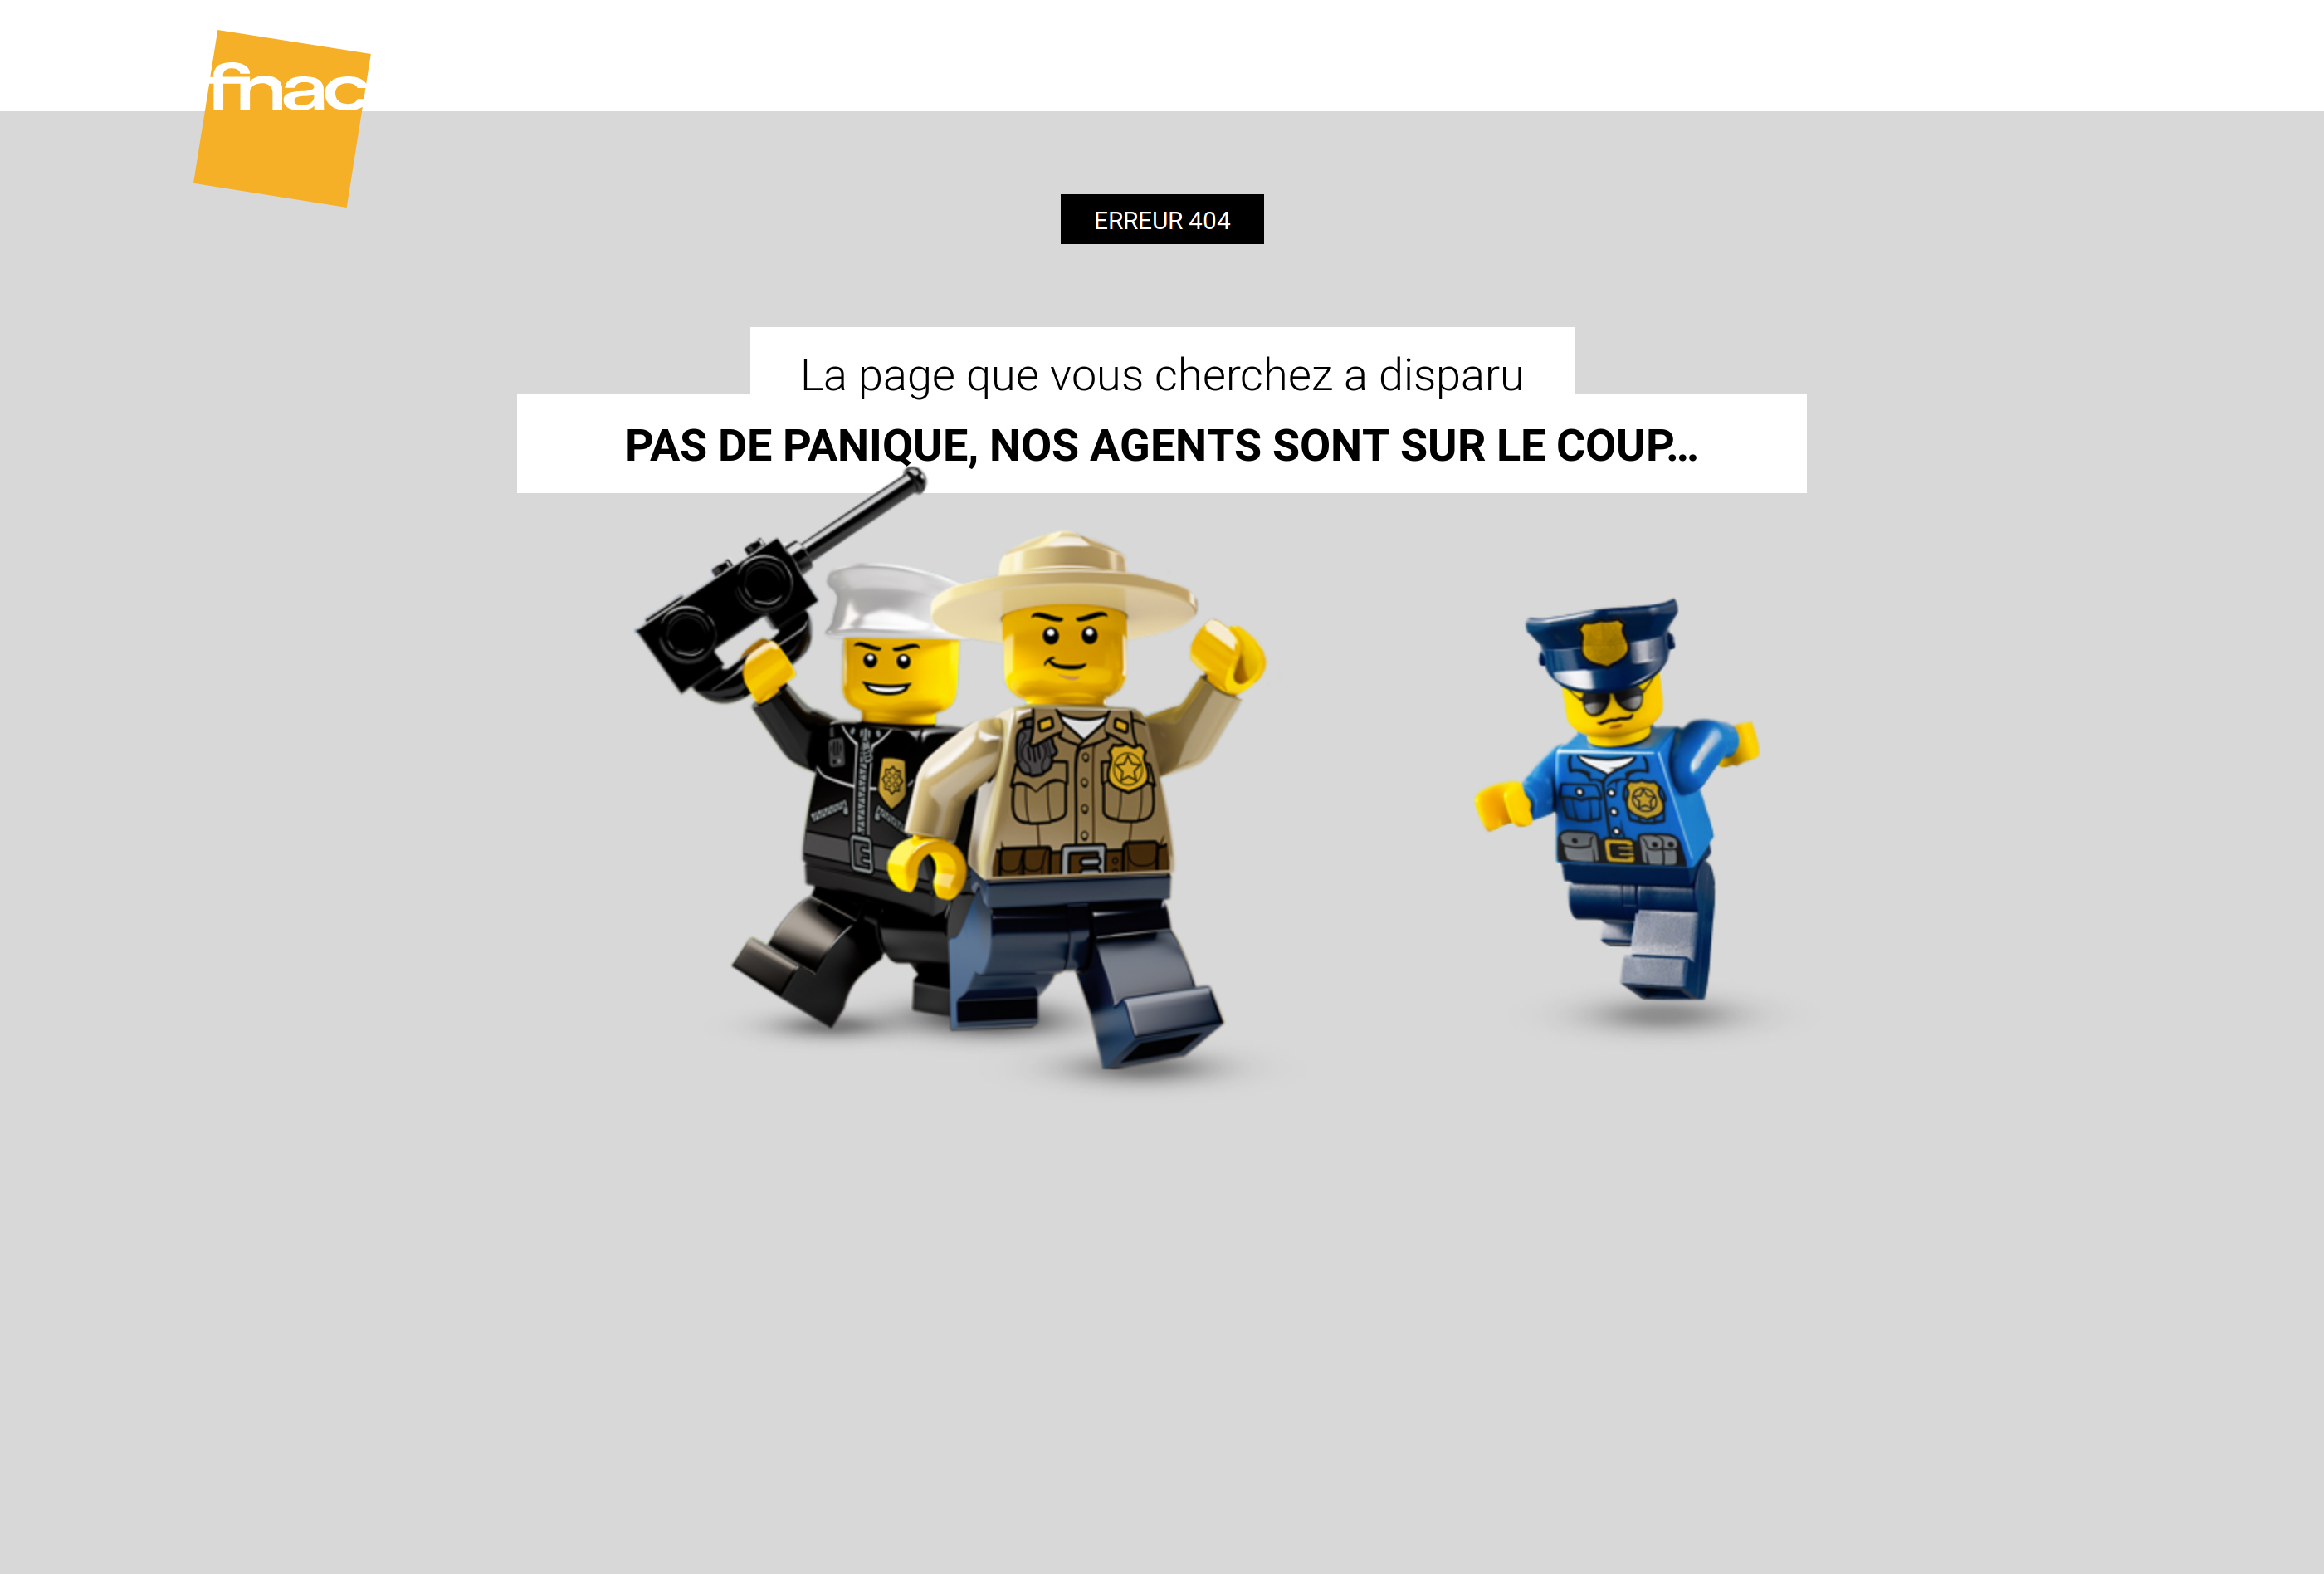 fnac
ERREUR 404
La page que vous cherchez a disparu
PAS DE PANIQUE, NOS AGENTS SONT SUR LE COUP...